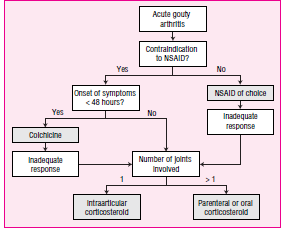 Acute gouty
arthritis
Contraindication
to NSAID?
Yes
No
Onset of symptoms
< 48 hours?
NSAID of choice
Yes
No
Inadequate
response
Colchicine
Inadequate
response
Number of joints
involved
1
> 1
Intraarticular
corticosteroid
Parenteral or oral
corticosteroid